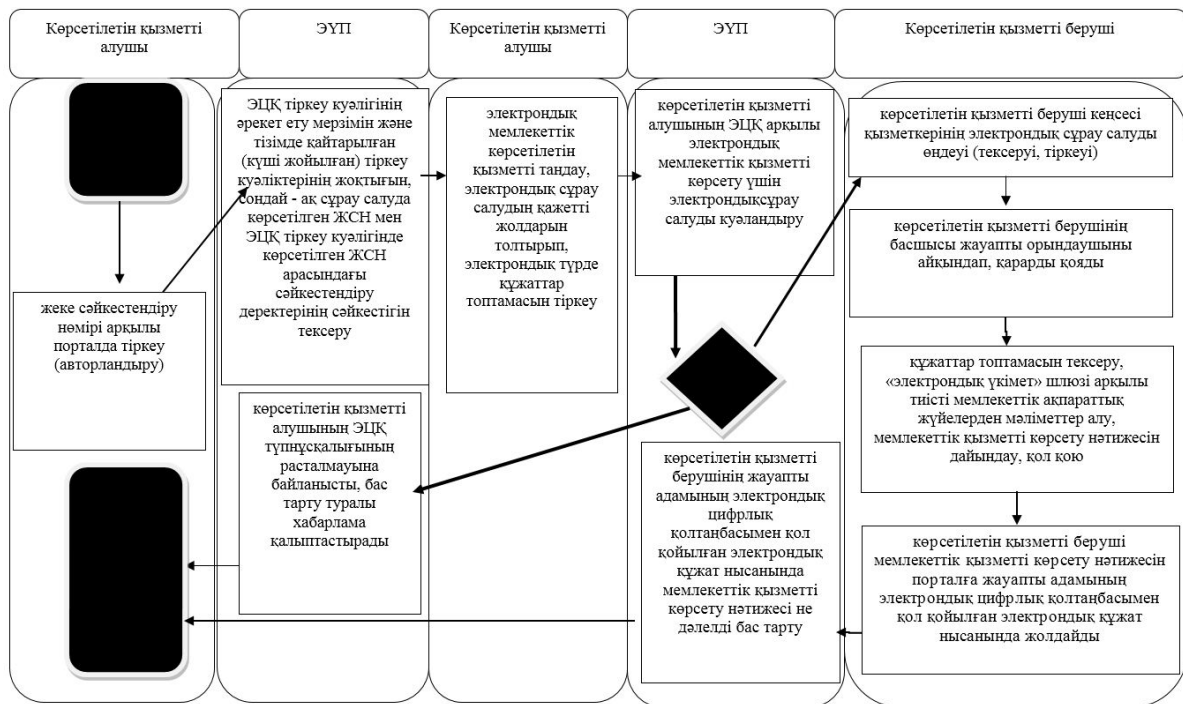 Көрсетілетін қызметті
алушы
ЭҮП
Көрсетілетін қызметті
алушы
ЭҮП
Көрсетілетін қызметті беруші
жеке сәйкестендіру
нөмірі арқылы
порталда тіркеу
(авторландыру)
ЭЦҚ тіркеу куәлігінің
әрекет ету мерзімін және
тізімде қайтарылған
(күші жойылған) тіркеу
куәліктерінің жоқтығын,
сондай - ақ сұрау салуда
көрсетілген ЖСН мен
ЭЦҚ тіркеу куәлігінде
көрсетілген ЖСН
арасындағы
сәйкестендіру
деректерінің сәйкестігін
тексеру
көрсетілетін қызметті
алушының ЭЦҚ
түпнұсқалығының
расталмауына
байланысты, бас
тарту туралы
хабарлама
қалыптастырады
электрондық
мемлекеттік
көрсетілетін
қызметті таңдау,
электрондық сұрау
салудың қажетті
жолдарын
толтырып,
электрондық түрде
құжаттар
топтамасын тіркеу
көрсетілетін қызметті
алушының ЭЦҚ арқылы
электрондық
мемлекеттік қызметті
көрсету үшін
электрондықсұрау
салуды куәландыру
көрсетілетін қызметті
берушінің жауапты
адамының электрондық
цифрлық
қолтаңбасымен қол
қойылған электрондық
құжат нысанында
мемлекеттік қызметті
көрсету нәтижесі не
дәлелді бас тарту
көрсетілетін қызметті беруші кеңсесі
қызметкерінің электрондық сұрау салуды
өңдеуі (тексеруі, тіркеуі)
көрсетілетін қызметті берушінің
басшысы жауапты орындаушыны
айқындап, қарарды қояды
құжаттар топтамасын тексеру,
«электрондық үкімет» шлюзі арқылы
тиісті мемлекеттік ақпараттық
жүйелерден мәліметтер алу,
мемлекеттік қызметті көрсету нәтижесін
дайындау, қол қою
көрсетілетін қызметті беруші
мемлекеттік қызметті көрсету нәтижесін
порталға жауапты адамының
электрондық цифрлық қолтаңбасымен
қол қойылған электрондық құжат
нысанында жолдайды